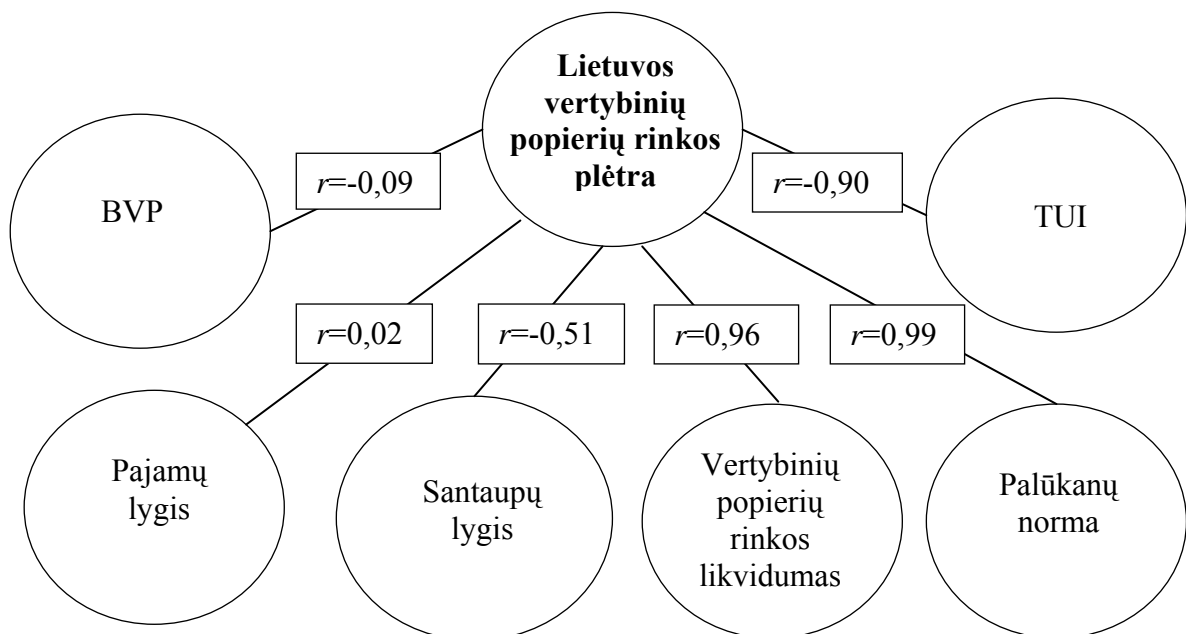 Lietuvos
vertybinių
popierių rinkos
plėtra
BVP
r=-0,09
r=-0,90
TUI
r=0,02
r=-0,51
r=0,96
r=0,99
Pajamų
lygis
Santaupų
lygis
Vertybinių
popierių
rinkos
likvidumas
Palūkanų
norma